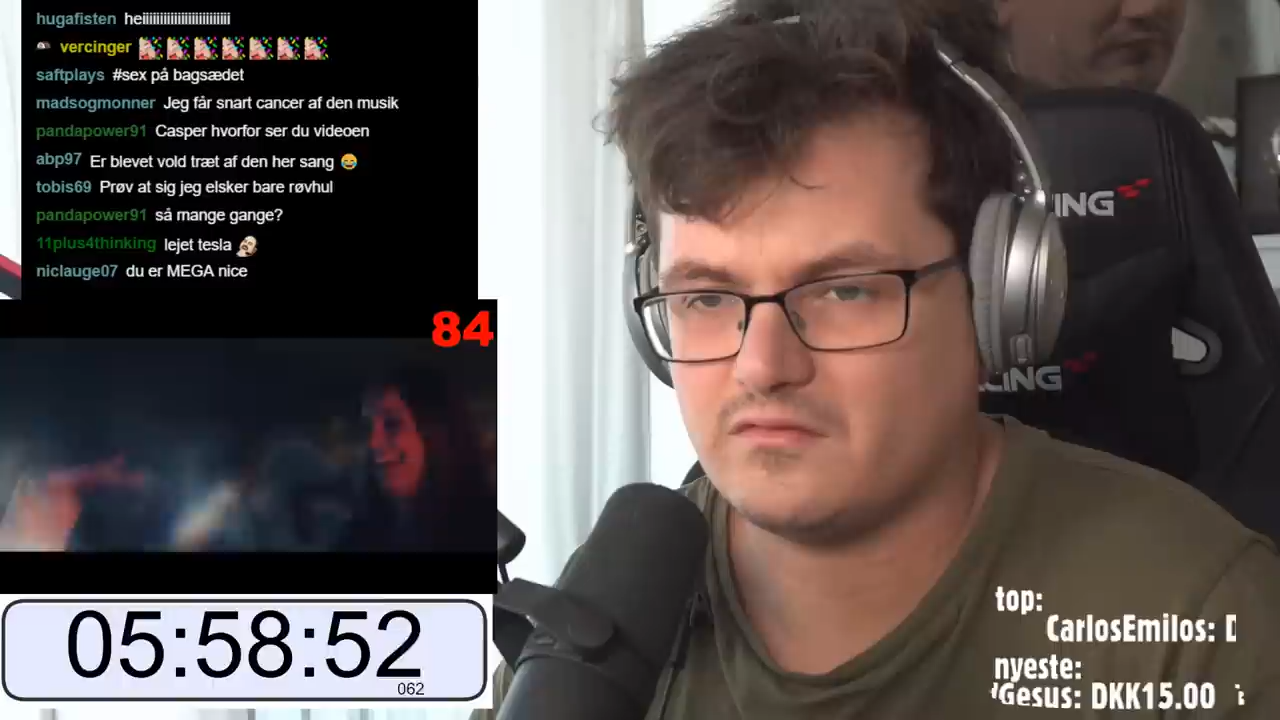 hugafisten heiiiiiiiiiiiiiiiiiiiiiiiiii
vercinger
saftplays #sex på bagsædet
madsogmonner Jeg får snart cancer af den musik
pandapower91 Casper hvorfor ser du videoen
abp97 Er blevet vold træt af den her sang 😂
tobis69 Prøv at sig jeg elsker bare røvhul
pandapower91 så mange gange?
11plus4thinking lejet tesla
niclauge07 du er MEGA nice
84
05:58:52
062
ING
CING
top:
CarlosEmilos:
nyeste:
Gesus: DKK15.00